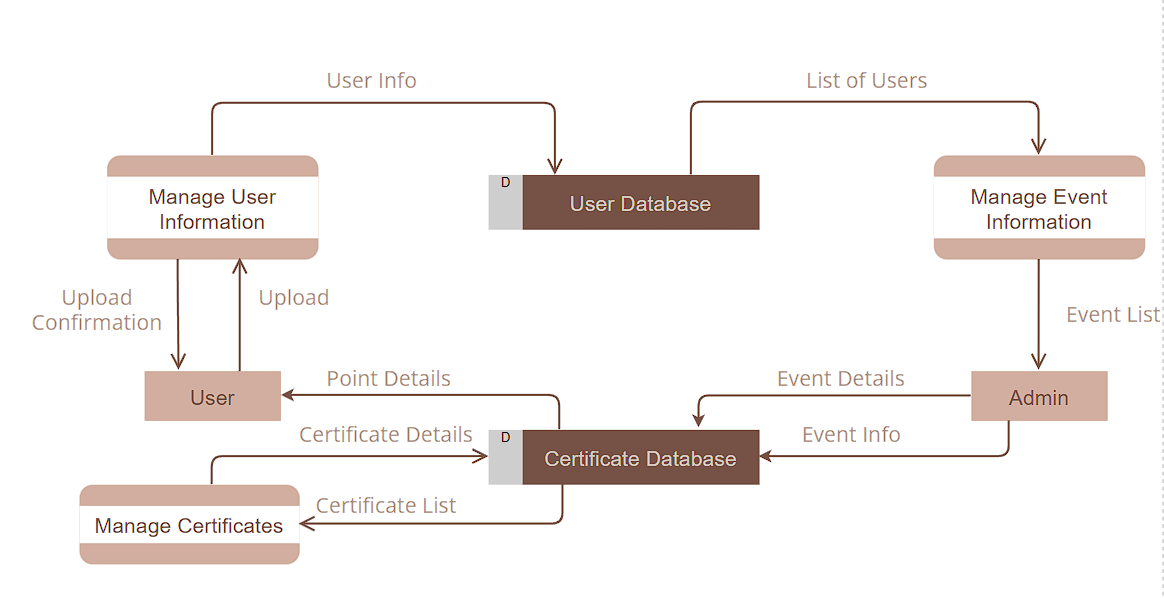 User Info
List of Users
D
User Database
Manage User
Information
Manage Event
Information
Upload
Confirmation
Upload
Event List
User
Point Details
Event Details
Admin
Certificate Details
D
Certificate Database
Event Info
Certificate List
Manage Certificates